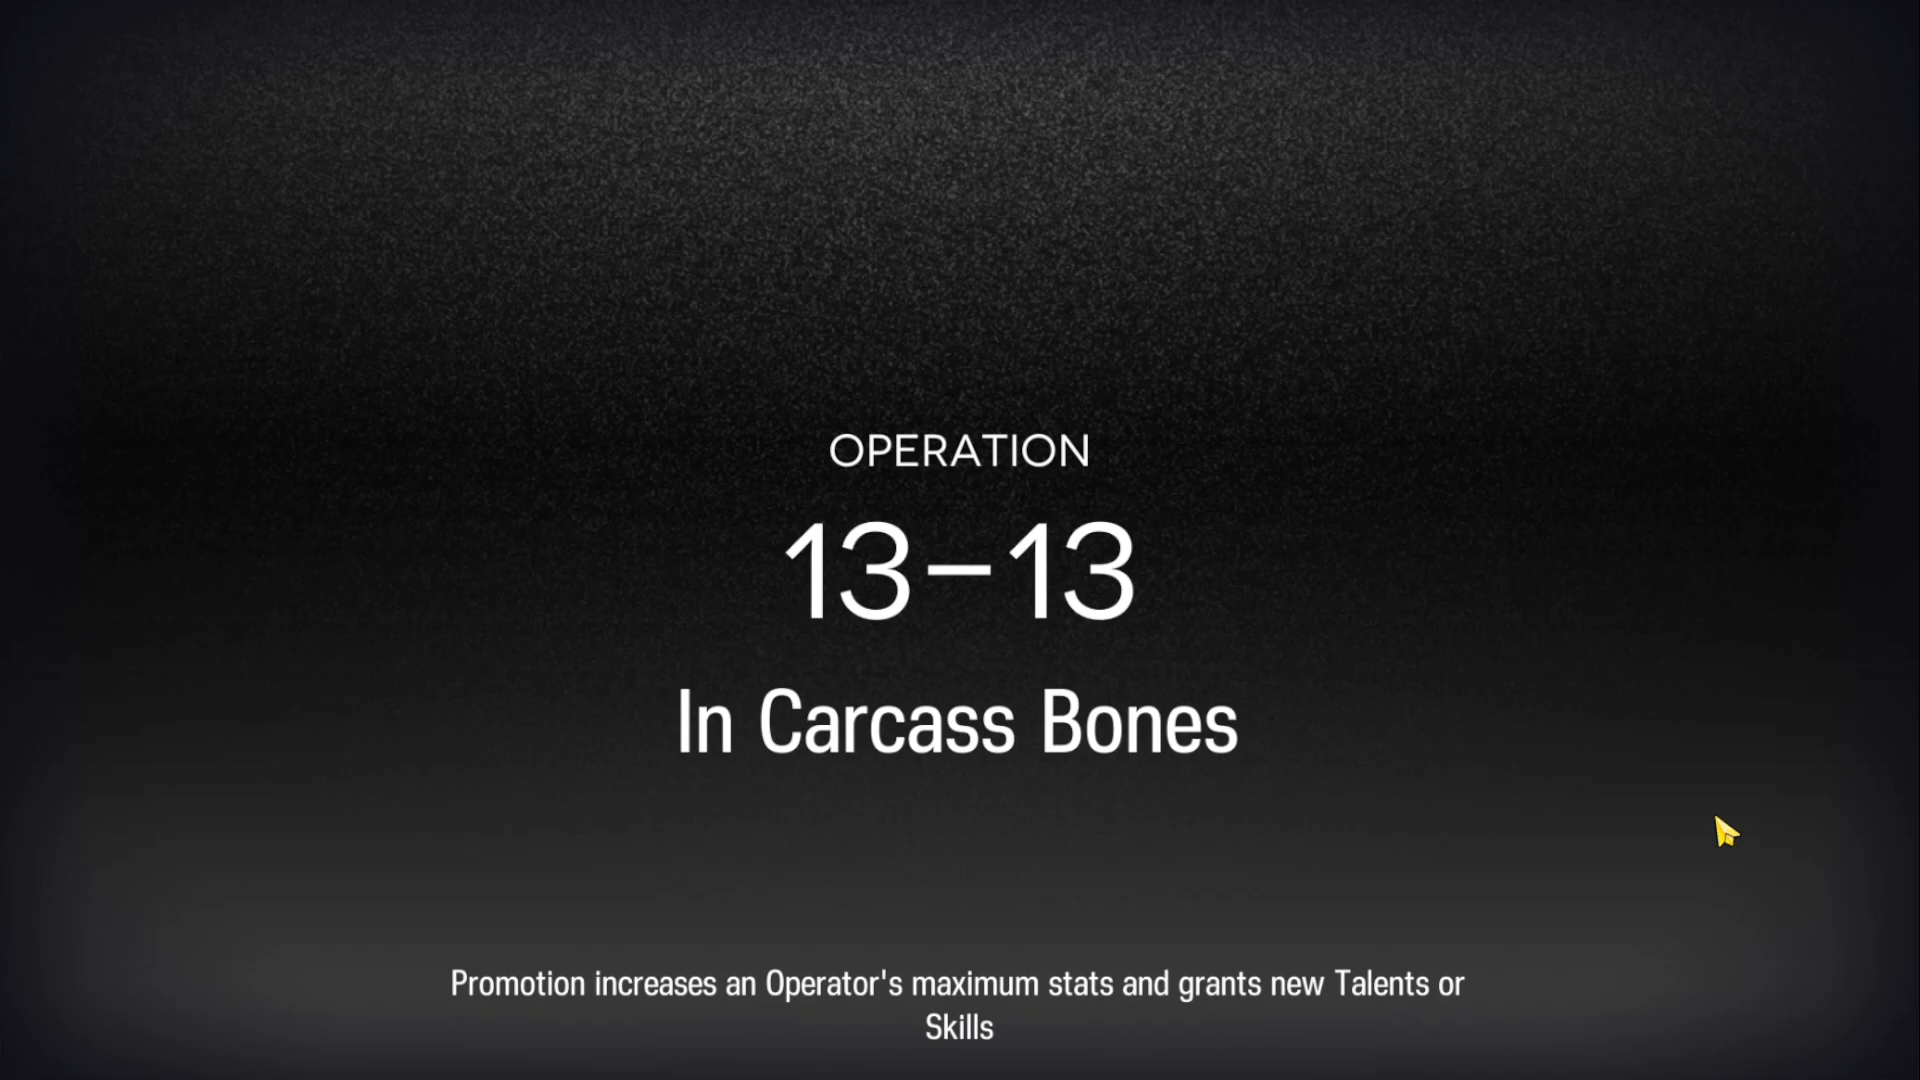 OPERATION
13-13
In Carcass Bones
Promotion increases an Operator's maximum stats and grants new Talents or
Skills